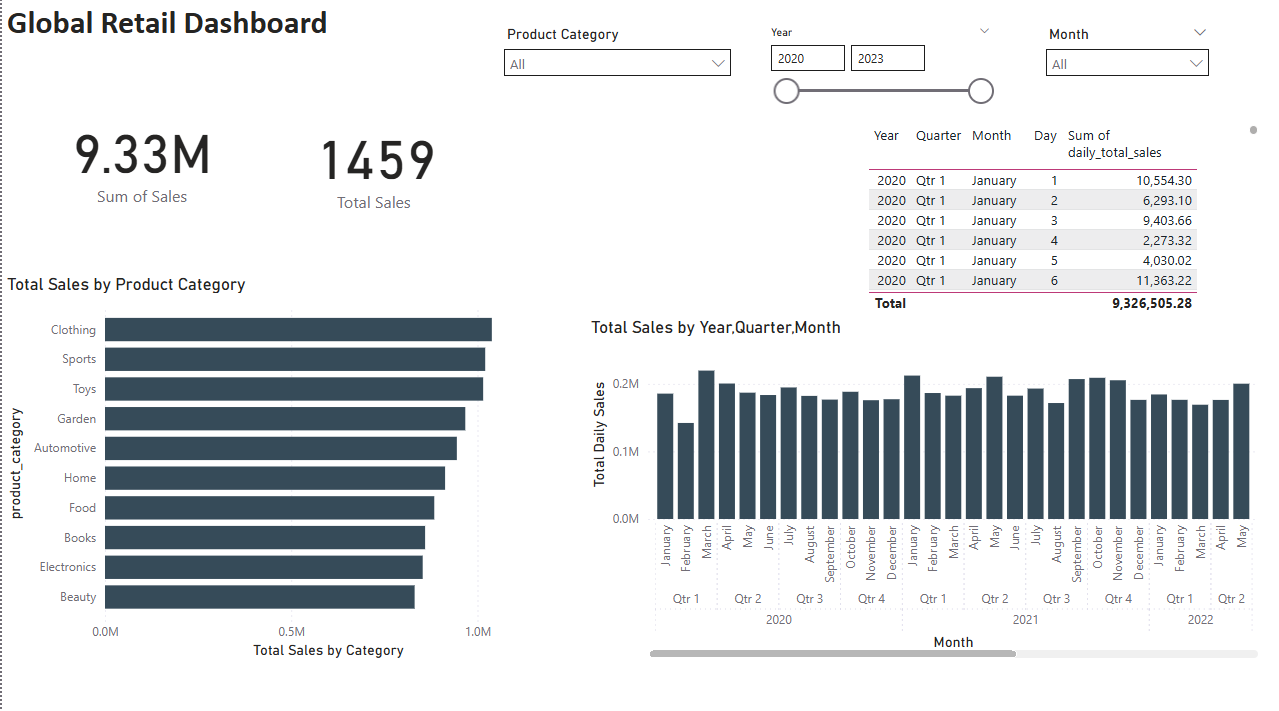 Global Retail Dashboard
Product Category
All
Year
2020 2023
Month
All
9.33M
Sum of Sales
1459
Total Sales
Year Quarter Month Day Sum of
daily_total_sales
2020 Qtr 1 January 1 10,554.30
2020 Qtr 1 January 2 6,293.10
2020 Qtr 1 January 3 9,403.66
2020 Qtr 1 January 4 2,273.32
2020 Qtr 1 January 5 4,030.02
2020 Qtr 1 January 6 11,363.22
Total 9,326,505.28
Total Sales by Product Category
product_category
Clothing
Sports
Toys
Garden
Automotive
Home
Food
Books
Electronics
Beauty
0.0M 0.5M 1.0M
Total Sales by Category
Total Sales by Year,Quarter,Month
Total Daily Sales
0.2M
0.1M
0.0M
January February March April May June July August September October November December January February March April May June July August September October November December January February March April May
Qtr 1 Qtr 2 Qtr 3 Qtr 4 Qtr 1 Qtr 2 Qtr 3 Qtr 4 Qtr 1 Qtr 2
2020 2021 2022
Month